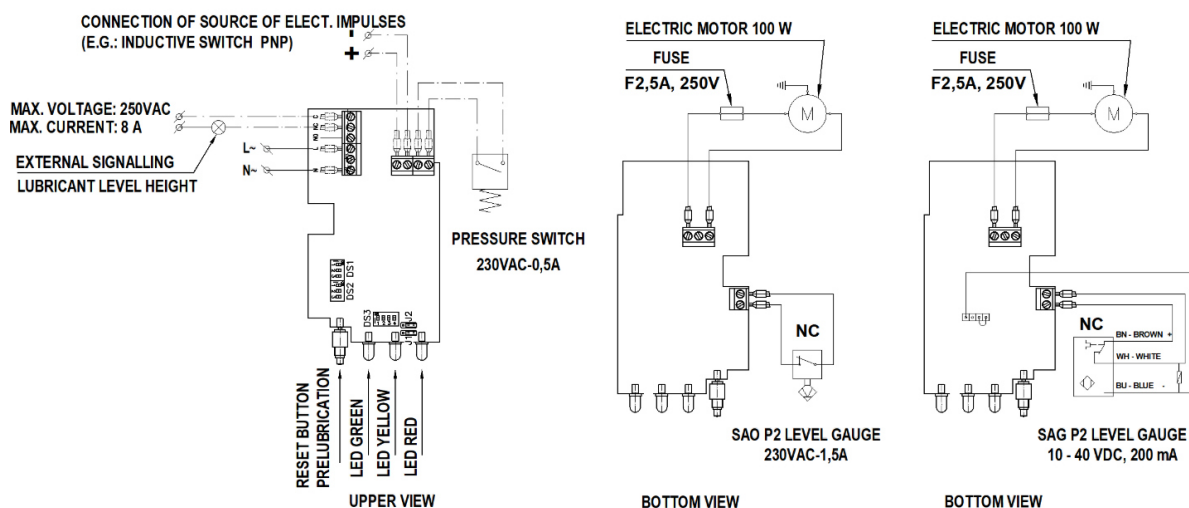 CONNECTION OF SOURCE OF ELECT. IMPULSES
(E.G.: INDUCTIVE SWITCH PNP)
-
+
MAX. VOLTAGE: 250VAC
MAX. CURRENT: 8 A
EXTERNAL SIGNALLING
LUBRICANT LEVEL HEIGHT
L~
N~
C
NC
NO
L
N
PRESSURE SWITCH
230VAC-0,5A
DS1
DS2
DS3
J2
J1
RESET BUTTON
PRELUBRICATION
LED GREEN
LED YELLOW
LED RED
UPPER VIEW
ELECTRIC MOTOR 100 W
FUSE
F2,5A, 250V
M
NC
SAO P2 LEVEL GAUGE
230VAC-1,5A
BOTTOM VIEW
ELECTRIC MOTOR 100 W
FUSE
F2,5A, 250V
M
NC
BN - BROWN +
WH - WHITE
BU - BLUE -
SAG P2 LEVEL GAUGE
10 - 40 VDC, 200 mA
BOTTOM VIEW